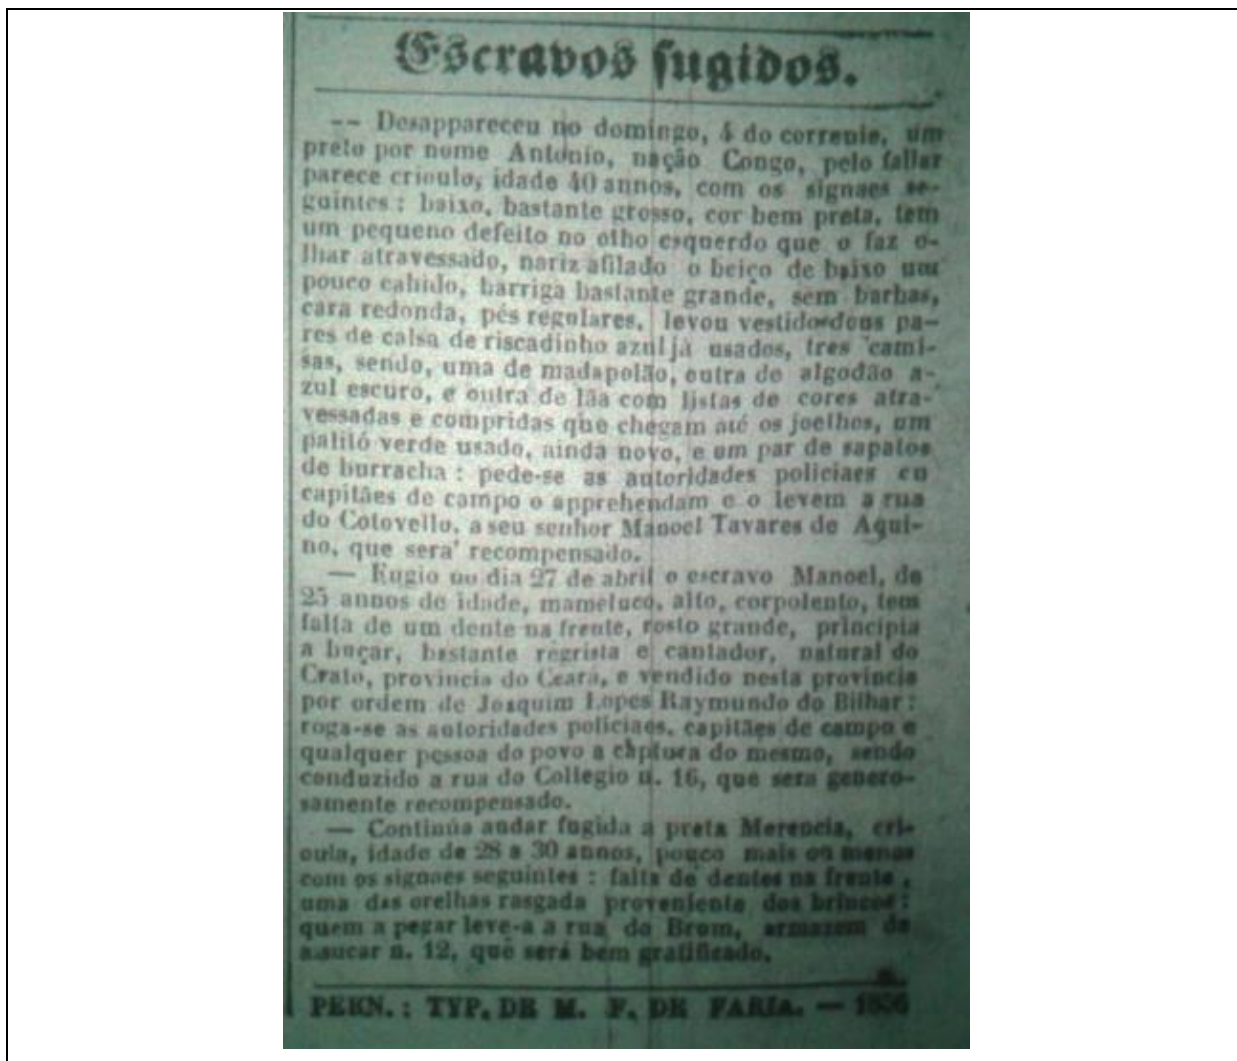 Escravos fugidos.
-- Desappareceu no domingo, 4 do corrente, um
preto por nome Antonio, nação Congo, pelo fallar
parece crioulo, idade 40 annos, com os signaes se-
guintes : baixo, bastante grosso, cor bem preta, tem
um pequeno defeito no olho esquerdo que o faz o-
lhar atravessado, nariz afilado o beiço de baixo um
pouco cahido, barriga bastante grande, sem barbas,
cara redonda, pés regulares, levou vestido dous pa-
res de calsa de riscadinho azul já usados, tres cami-
sas, sendo, uma de madapolão, outra de algodão a-
zul escuro, e outra de lãa com listas de cores atra-
vessadas e compridas que chegam até os joelhos, um
palitó verde usado, ainda novo, e um par de sapatos
de burracha : pede-se as autoridades policiaes
capitães de campo o apprehendam e o levem a rua
do Cotovello, a seu senhor Manoel Tavares de Aqui-
no, que sera' recompensado.
— Fugio no dia 27 de abril o escravo Manoel, de
25 annos de idade, mameluco, alto, corpolento, tem
falta de um dente na frente, rosto grande, principia
a buçar, bastante regrista e cantador, natural do
Crato, provincia do Ceará, e vendido nesta provincia
por ordem de Joaquim Lopes Raymundo do Bilhar :
roga-se as autoridades policiaes, capitães de campo e
qualquer pessoa do povo a captura do mesmo, sendo
conduzido a rua do Collegio n. 16, que sera genero-
samente recompensado.
— Continúa andar fugida a preta Merencia, cri-
oula, idade de 28 a 30 annos, pouco mais ou menos
com os signaes seguintes : falta de dentes na frente ,
uma das orelhas rasgada proveniente dos brincos :
quem a pegar leve-a a rua do Brum, armazem de
assucar n. 12, que será bem gratificado.
PERN.: TYP. DE M. F. DE FARIA. — 1856